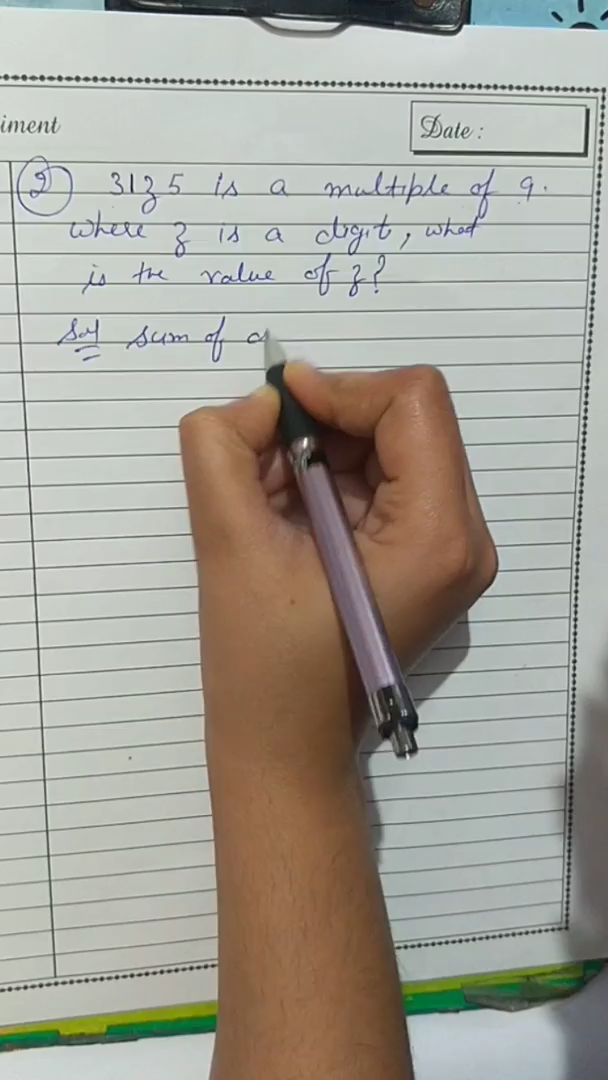 iment
Date :
② 31z5 is a multiple of 9.
where z is a digit, what
is the value of z?
Sol sum of